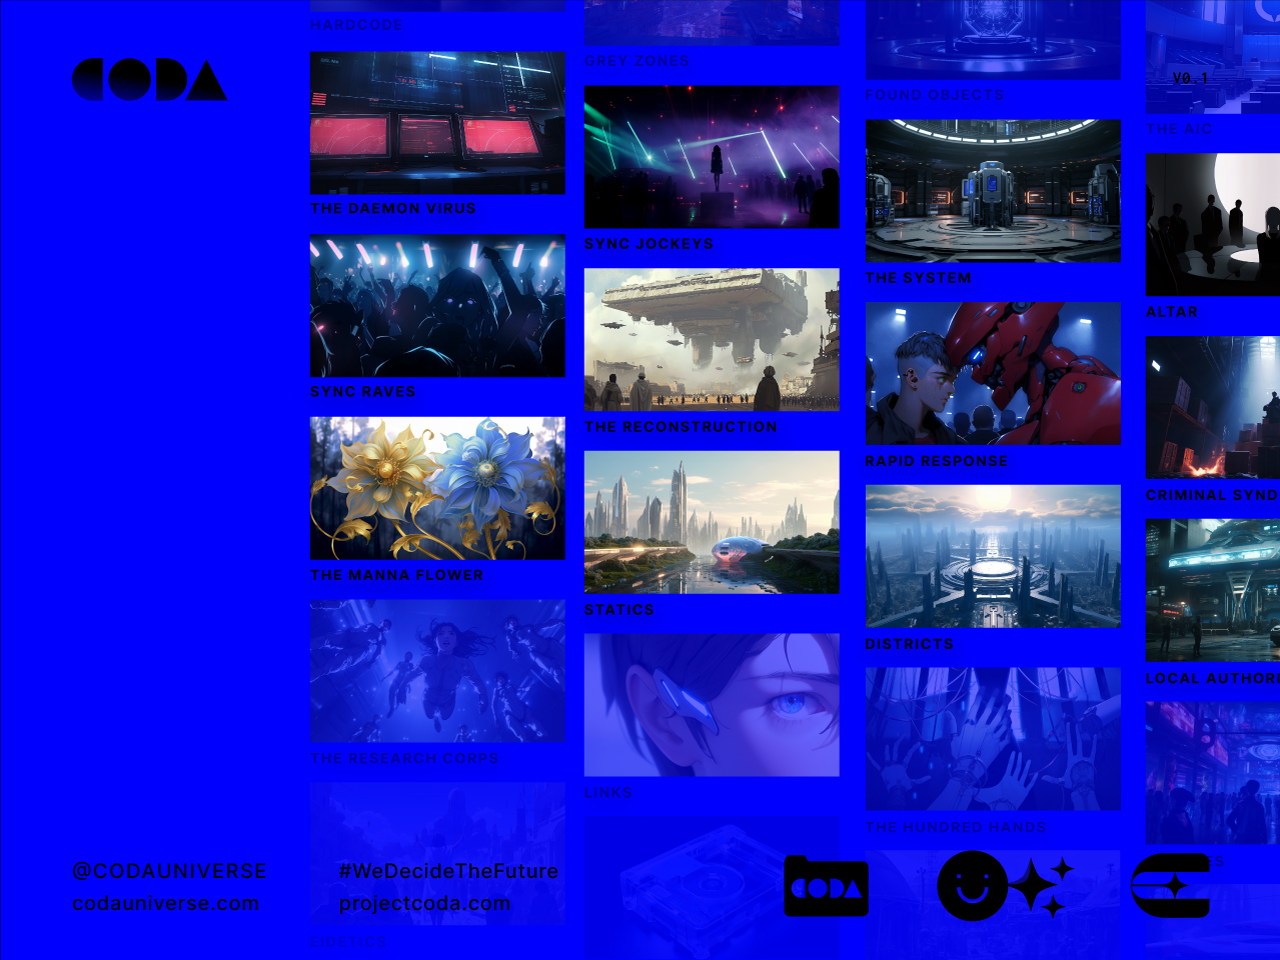 CODA
HARDCODE
THE DAEMON VIRUS
SYNC RAVES
THE MANNA FLOWER
THE RESEARCH CORPS
EIDETICS
GREY ZONES
SYNC JOCKEYS
THE RECONSTRUCTION
STATICS
LINKS
FOUND OBJECTS
THE SYSTEM
RAPID RESPONSE
DISTRICTS
THE HUNDRED HANDS
V0.1
THE AIC
ALTAR
CRIMINAL SYND
LOCAL AUTHORI
@CODAUNIVERSE
codauniverse.com
#WeDecideTheFuture
projectcoda.com
CODA